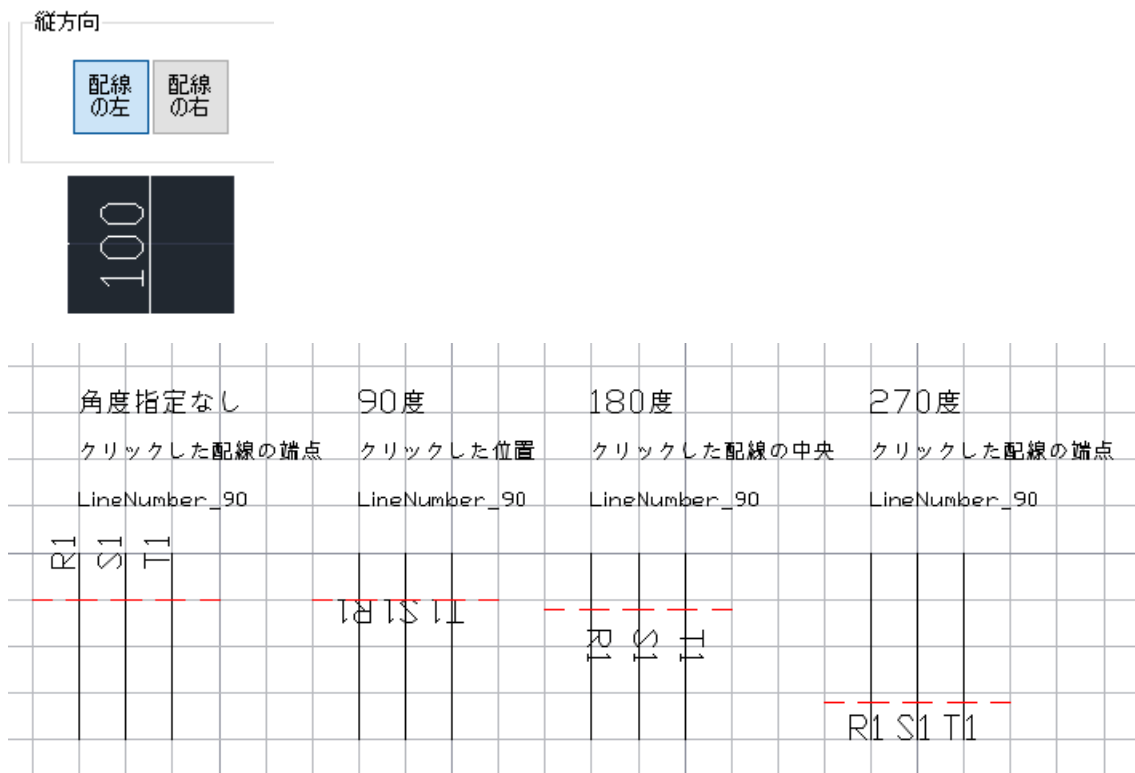 縦方向
配線
の左
配線
の右
100
角度指定なし 90度 180度 270度
クリックした配線の端点 クリックした位置 クリックした配線の中央 クリックした配線の端点
LineNumber_90 LineNumber_90 LineNumber_90 LineNumber_90
R1 S1 T1
R1 S1 T1
R1 S1 T1
R1 S1 T1